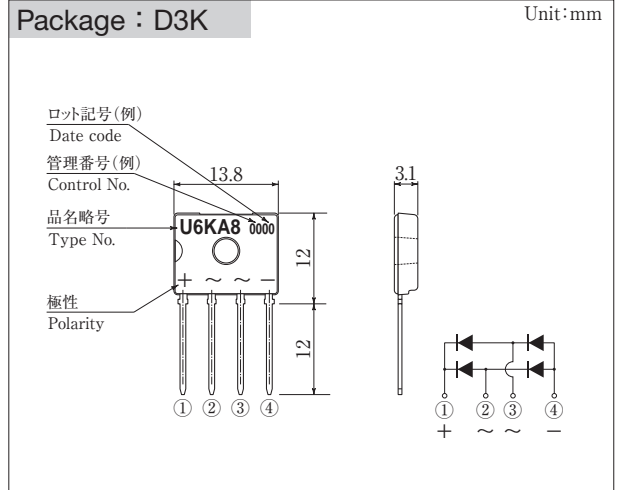 Package：D3K
Unit：mm
ロット記号（例）
Date code
管理番号（例）
Control No.
品名略号
Type No.
極性
Polarity
13.8
3.1
U6KA8 0000
＋ ～ ～ －
12
12
① ② ③ ④
① ② ③ ④
＋ ～ ～ －